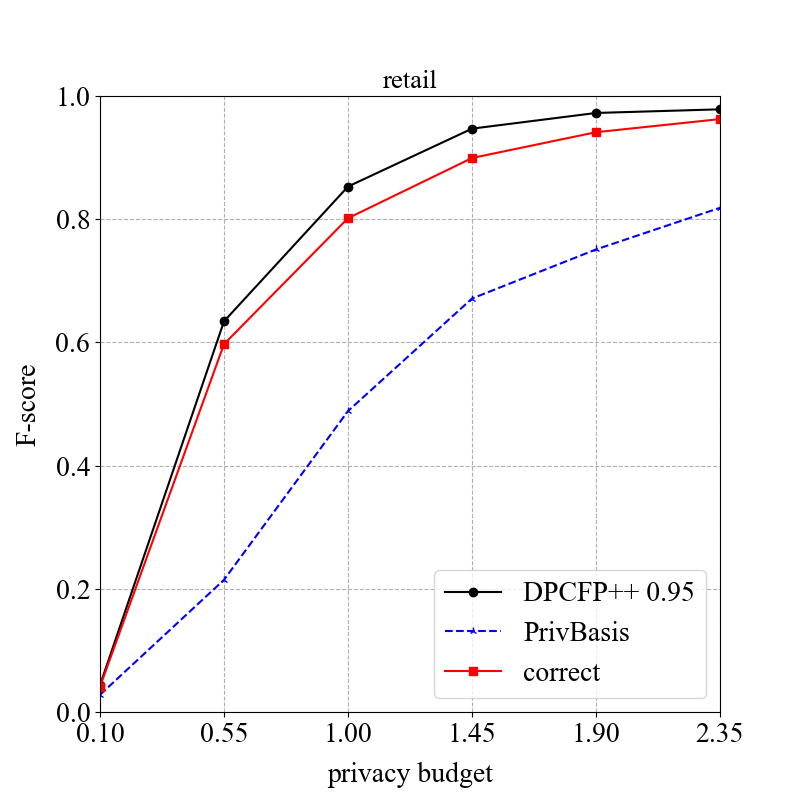 retail
1.0
0.8
0.6
0.4
0.2
0.0
F-score
DPCFP++ 0.95
PrivBasis
correct
0.10 0.55 1.00 1.45 1.90 2.35
privacy budget